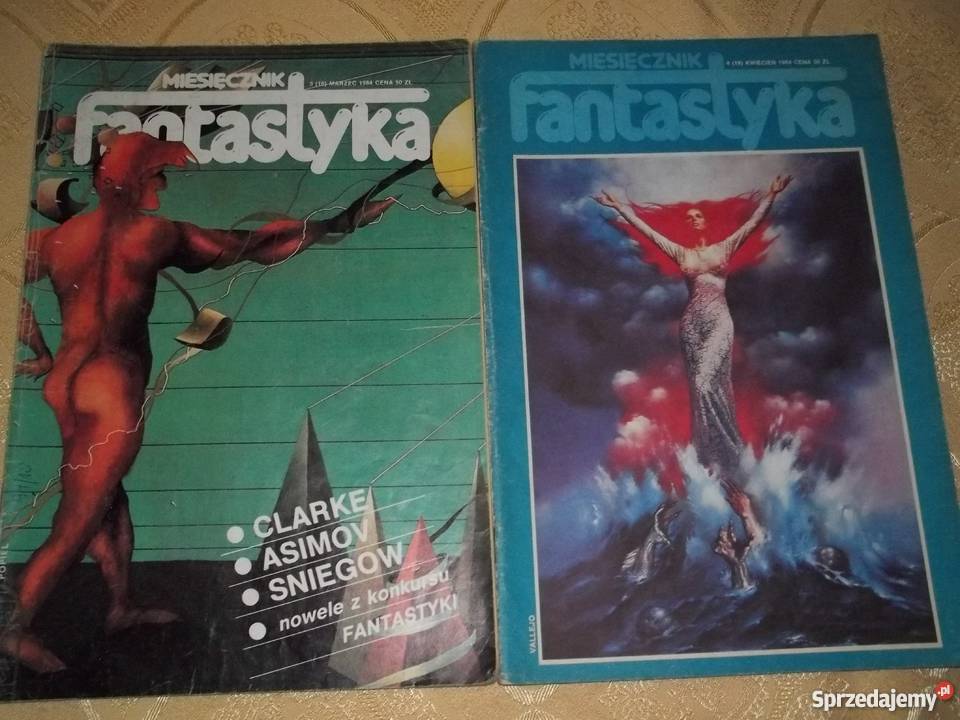 MIESIĘCZNIK
3 (18) MARZEC 1984 CENA 50 ZŁ
fantastyka
• CLARKE
• ASIMOV
• SNIEGOW
• nowele z konkursu
FANTASTYKI
MIESIĘCZNIK
4 (19) KWIECIEŃ 1984 CENA 50 ZŁ
fantastyka
VALLEJO
Sprzedajemy.pl